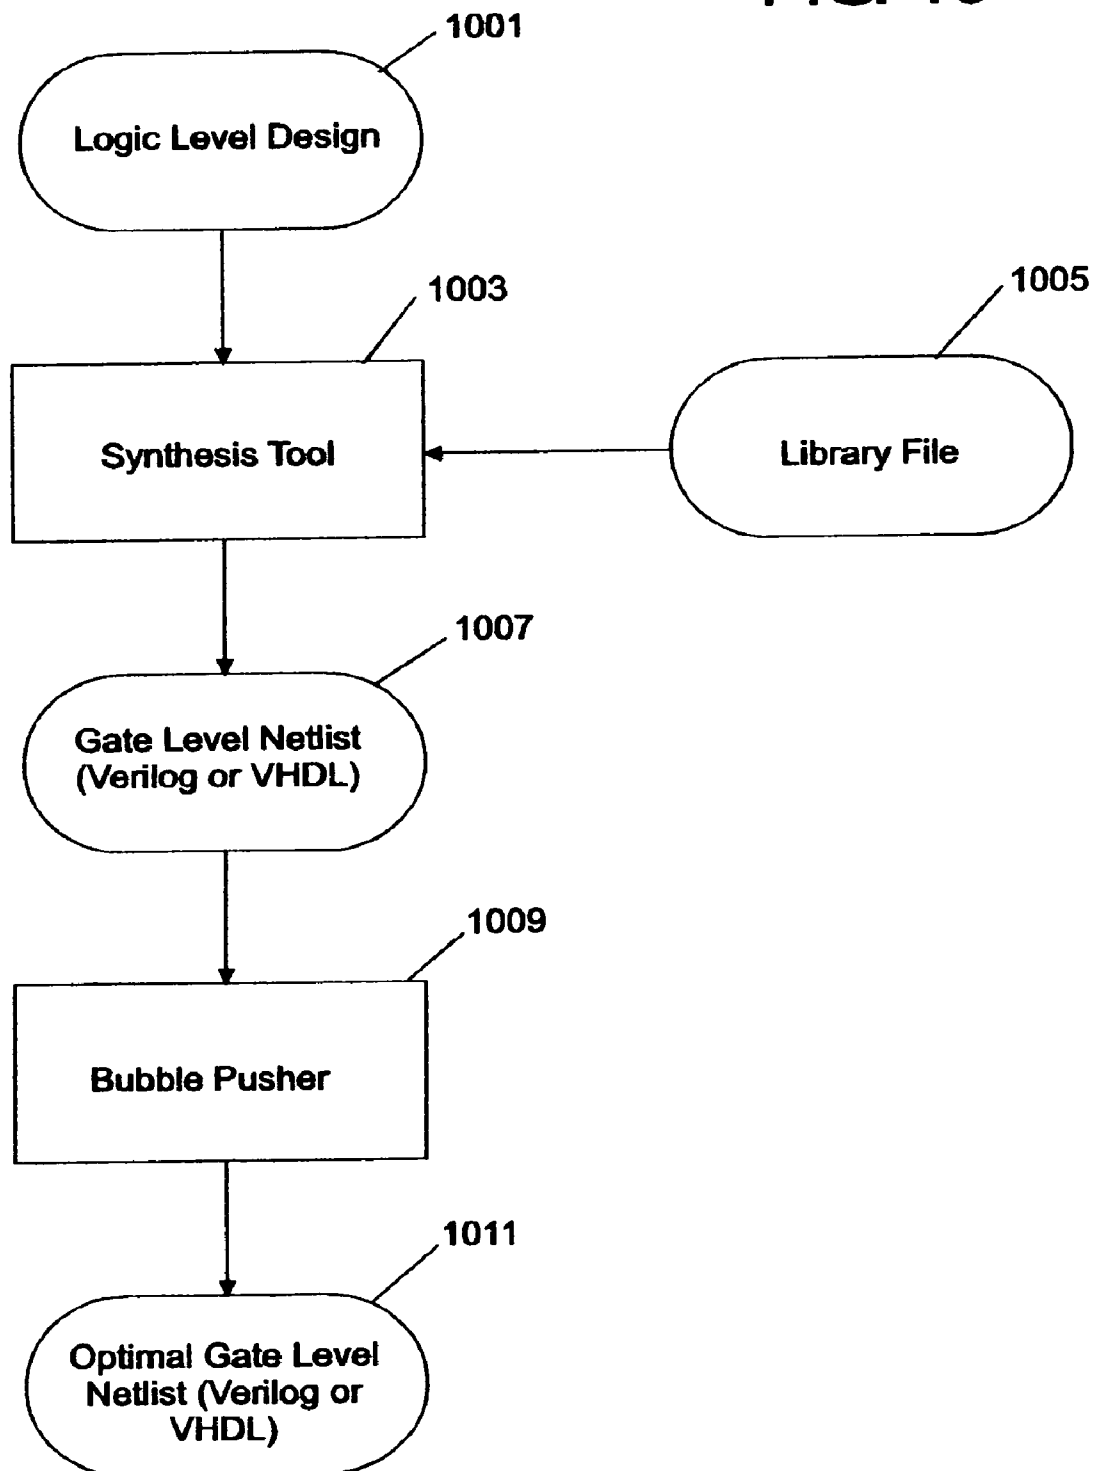 1001
Logic Level Design
1003
1005
Synthesis Tool
Library File
1007
Gate Level Netlist
(Verilog or VHDL)
1009
Bubble Pusher
1011
Optimal Gate Level
Netlist (Verilog or
VHDL)